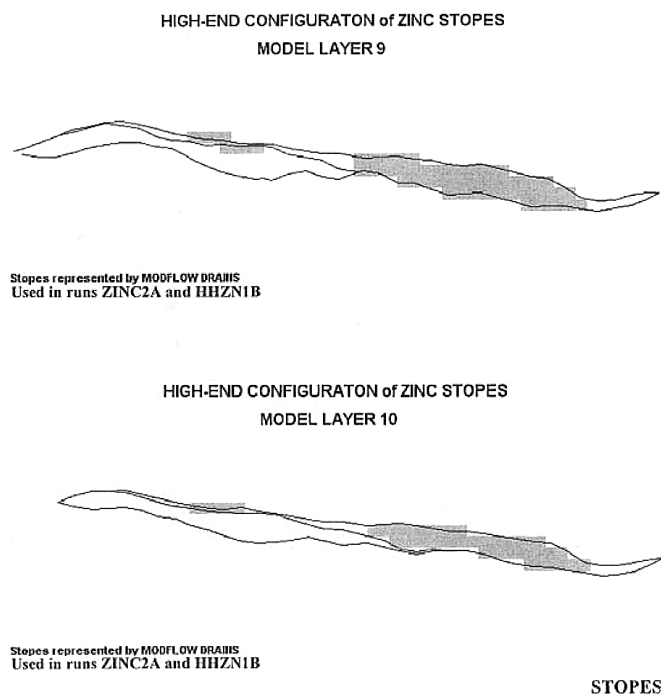 HIGH-END CONFIGURATON of ZINC STOPES
MODEL LAYER 9
Stopes represented by MODFLOW DRAINS
Used in runs ZINC2A and HHZN1B
HIGH-END CONFIGURATON of ZINC STOPES
MODEL LAYER 10
Stopes represented by MODFLOW DRAINS
Used in runs ZINC2A and HHZN1B
STOPES